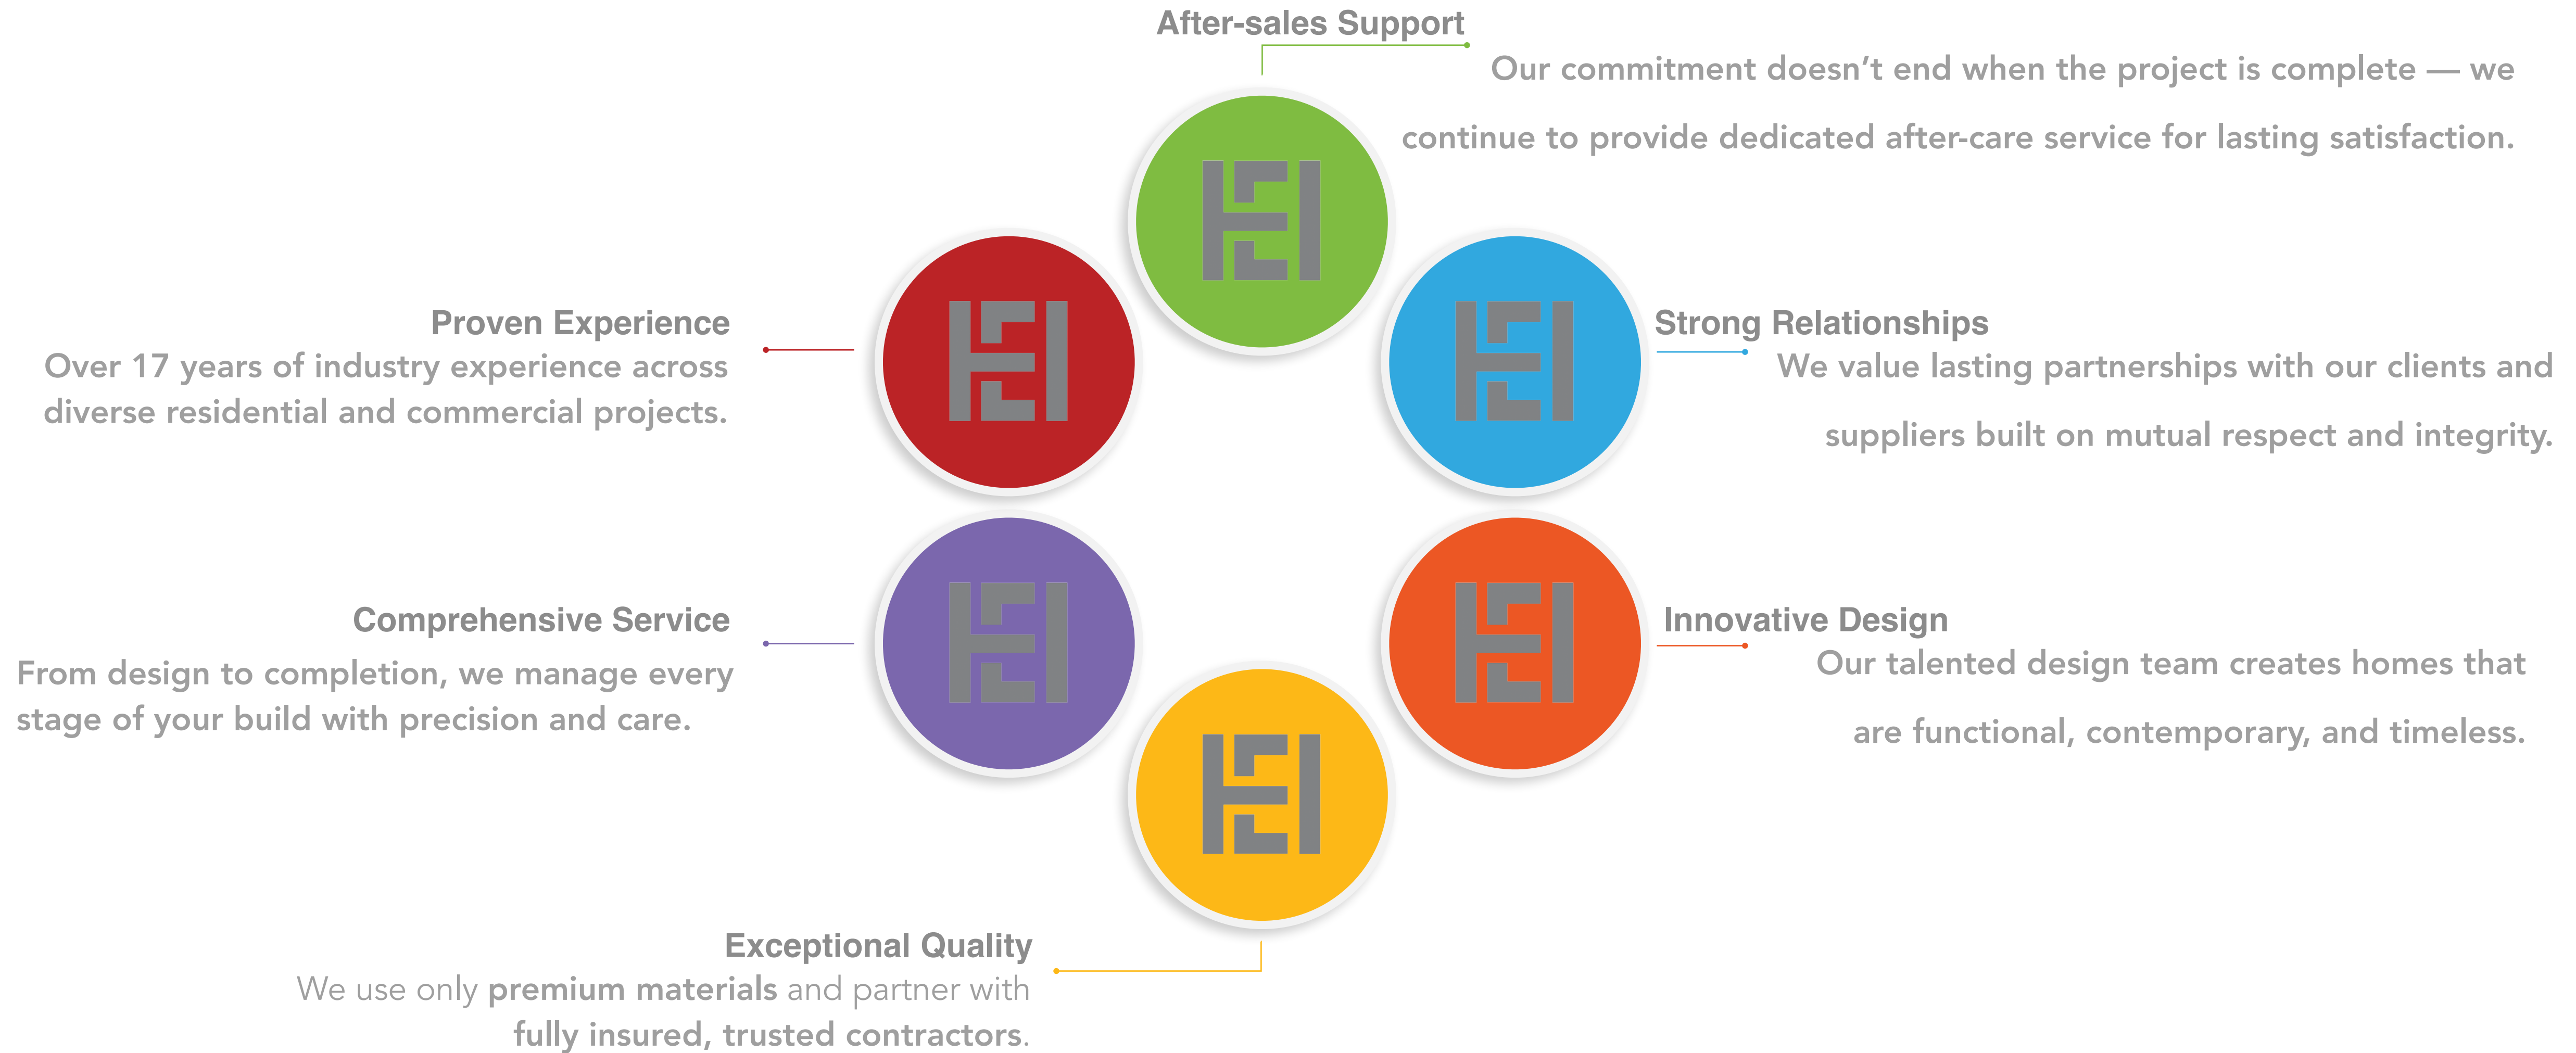 After-sales Support
Our commitment doesn’t end when the project is complete — we
continue to provide dedicated after-care service for lasting satisfaction.
Proven Experience
Over 17 years of industry experience across
diverse residential and commercial projects.
Strong Relationships
We value lasting partnerships with our clients and
suppliers built on mutual respect and integrity.
Comprehensive Service
From design to completion, we manage every
stage of your build with precision and care.
Innovative Design
Our talented design team creates homes that
are functional, contemporary, and timeless.
Exceptional Quality
We use only premium materials and partner with
fully insured, trusted contractors.